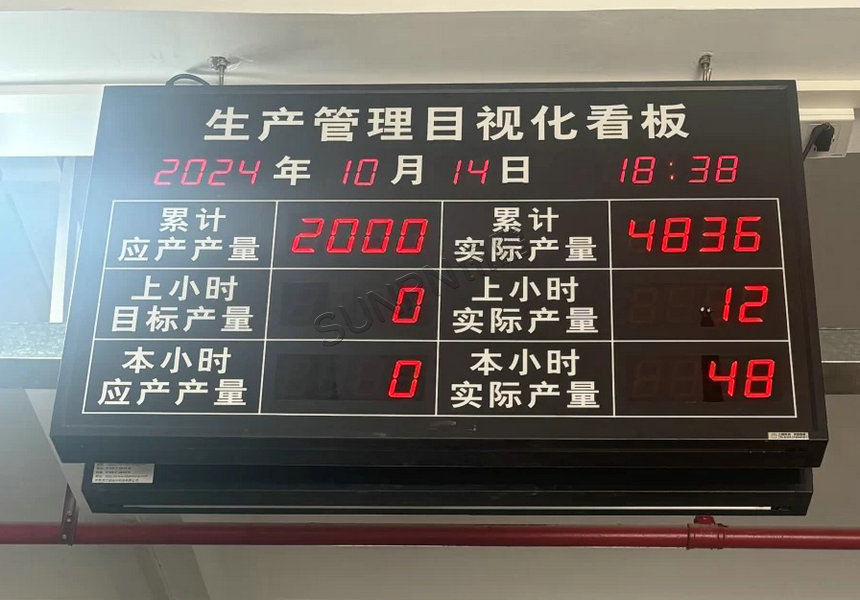 生产管理目视化看板
2024年10月14日 18:38
累计应产产量 2000 累计实际产量 4836
上小时目标产量 0 上小时实际产量 12
本小时应产产量 0 本小时实际产量 48